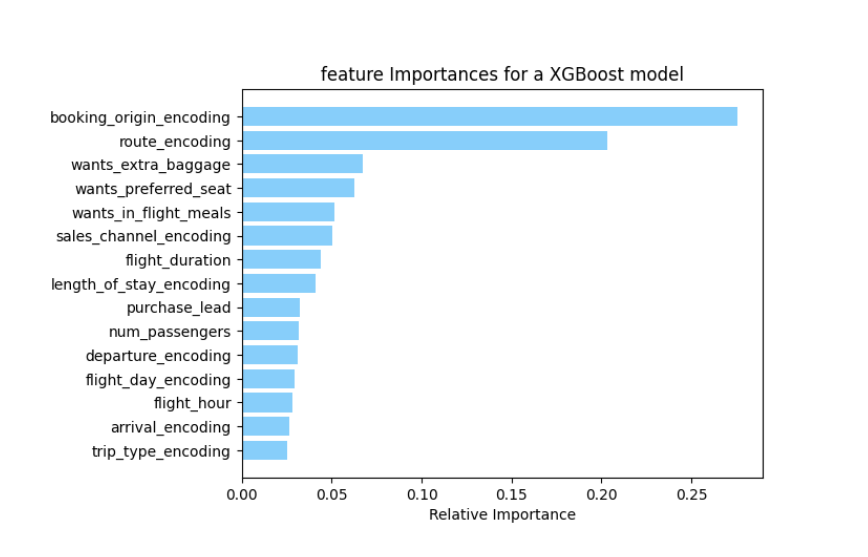 feature Importances for a XGBoost model
booking_origin_encoding
route_encoding
wants_extra_baggage
wants_preferred_seat
wants_in_flight_meals
sales_channel_encoding
flight_duration
length_of_stay_encoding
purchase_lead
num_passengers
departure_encoding
flight_day_encoding
flight_hour
arrival_encoding
trip_type_encoding
0.00 0.05 0.10 0.15 0.20 0.25
Relative Importance